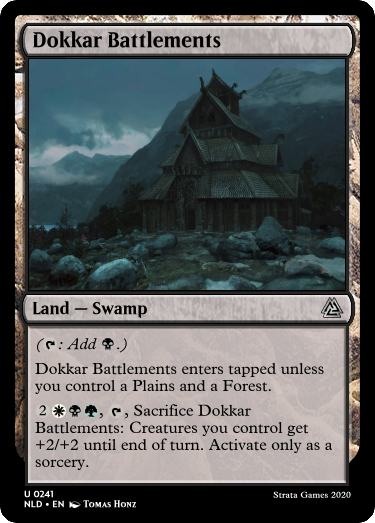 Dokkar Battlements
Land — Swamp
(: Add .)
Dokkar Battlements enters tapped unless
you control a Plains and a Forest.
2 , , Sacrifice Dokkar
Battlements: Creatures you control get
+2/+2 until end of turn. Activate only as a
sorcery.
U 0241
NLD • EN Tomas Honz
Strata Games 2020